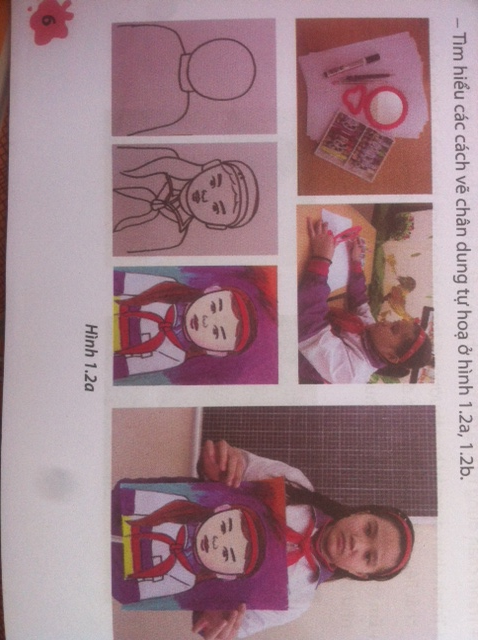 – Tìm hiểu các cách vẽ chân dung tự hoạ ở hình 1.2a, 1.2b.
Hình 1.2a
6